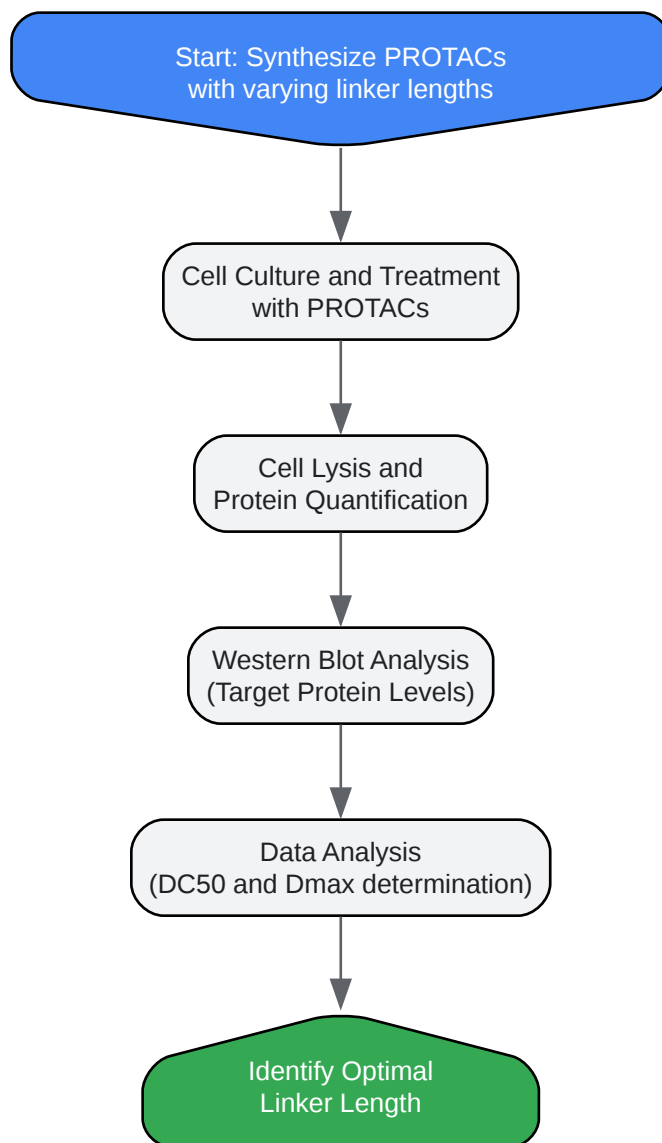 Start: Synthesize PROTACs
with varying linker lengths
Cell Culture and Treatment
with PROTACs
Cell Lysis and
Protein Quantification
Western Blot Analysis
(Target Protein Levels)
Data Analysis
(DC50 and Dmax determination)
Identify Optimal
Linker Length